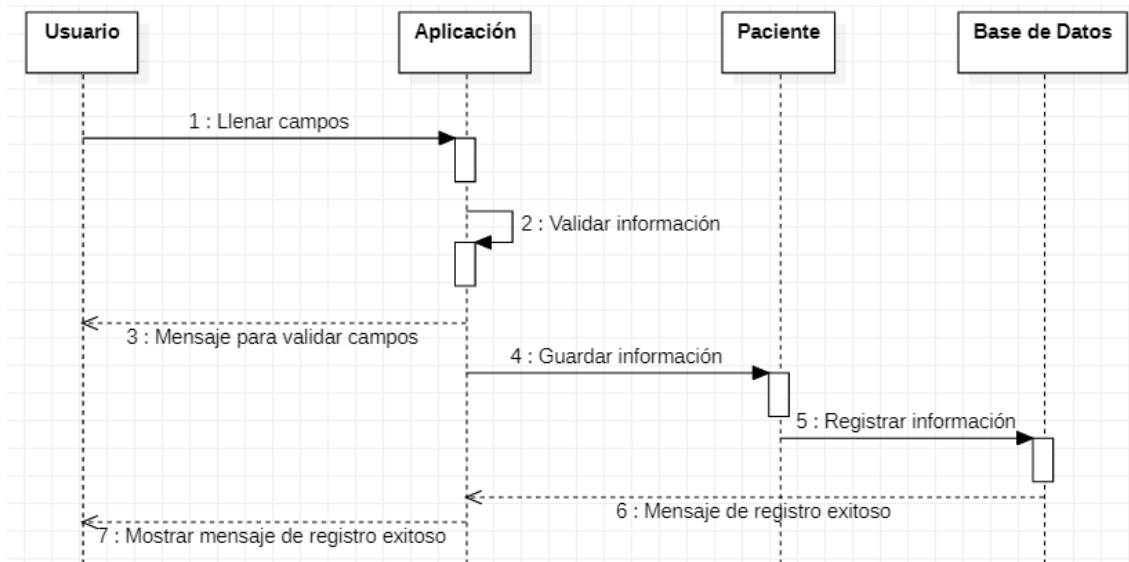 Usuario
Aplicación
Paciente
Base de Datos
1 : Llenar campos
2 : Validar información
3 : Mensaje para validar campos
4 : Guardar información
5 : Registrar información
6 : Mensaje de registro exitoso
7 : Mostrar mensaje de registro exitoso